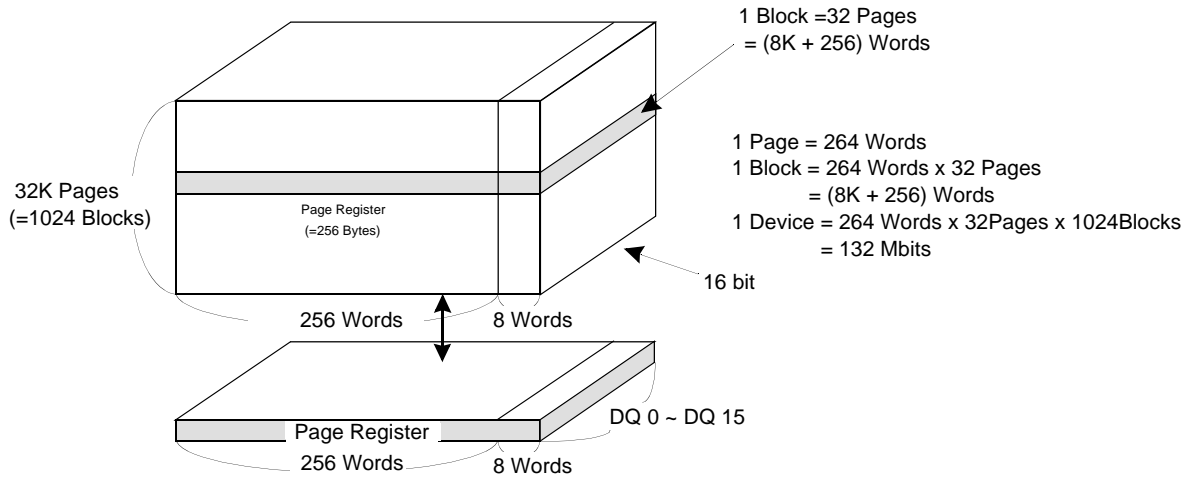 1 Block =32 Pages
= (8K + 256) Words
1 Page = 264 Words
1 Block = 264 Words x 32 Pages
= (8K + 256) Words
1 Device = 264 Words x 32Pages x 1024Blocks
= 132 Mbits
32K Pages
(=1024 Blocks)
Page Register
(=256 Bytes)
16 bit
256 Words
8 Words
DQ 0 ~ DQ 15
Page Register
256 Words
8 Words